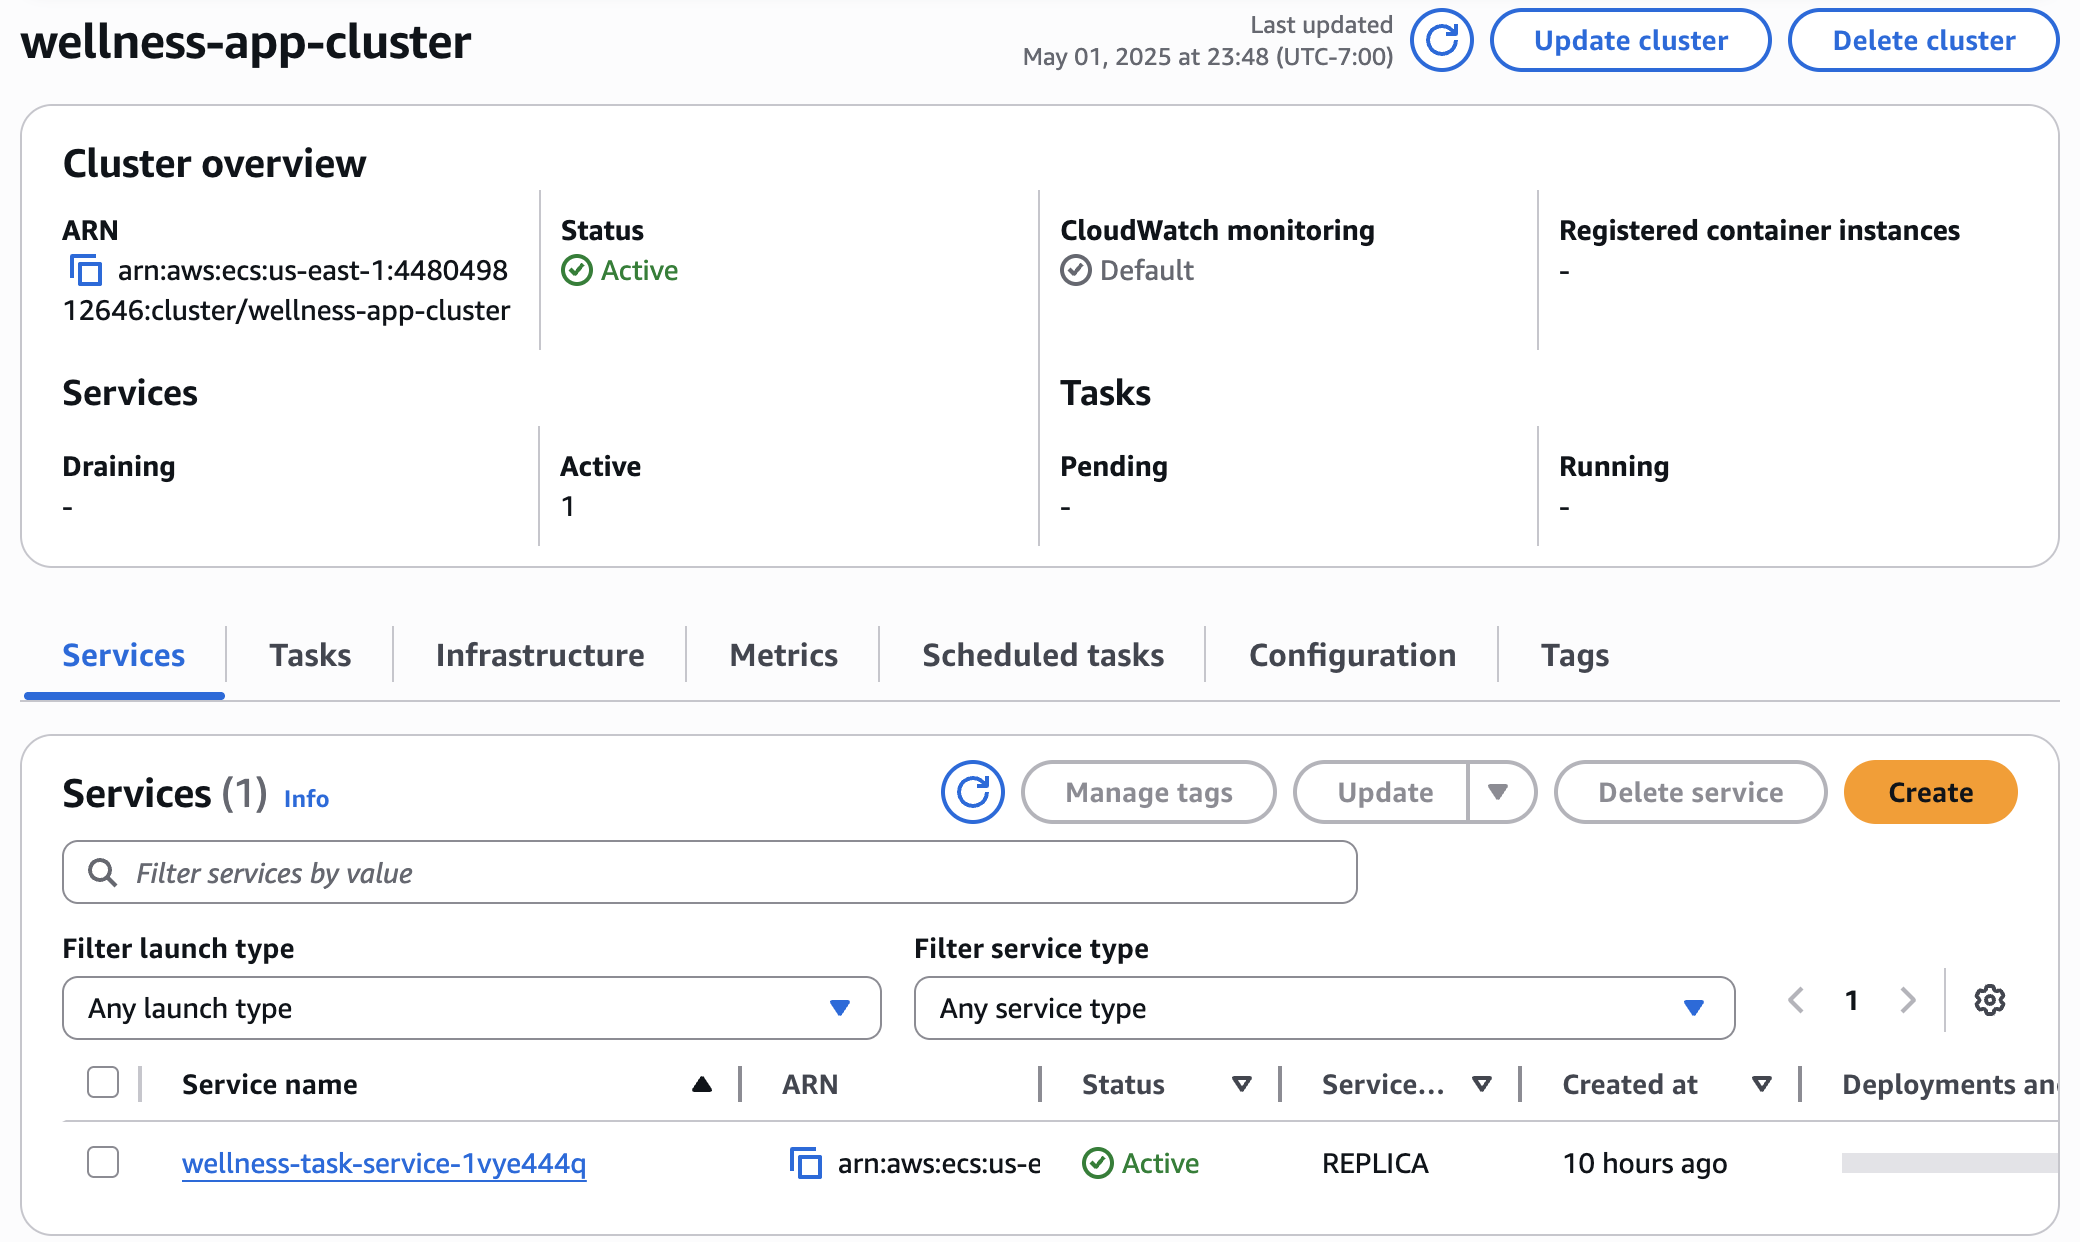 wellness-app-cluster
Last updated
May 01, 2025 at 23:48 (UTC-7:00)
Update cluster
Delete cluster
Cluster overview
ARN
arn:aws:ecs:us-east-1:4480498
12646:cluster/wellness-app-cluster
Status
Active
CloudWatch monitoring
Default
Registered container instances
-
Services
Draining
-
Active
1
Tasks
Pending
-
Running
-
Services
Tasks
Infrastructure
Metrics
Scheduled tasks
Configuration
Tags
Services (1) Info
Manage tags
Update
Delete service
Create
Filter services by value
Filter launch type
Any launch type
Filter service type
Any service type
1
Service name
ARN
Status
Service...
Created at
Deployments an
wellness-task-service-1vye444q
arn:aws:ecs:us-e
Active
REPLICA
10 hours ago